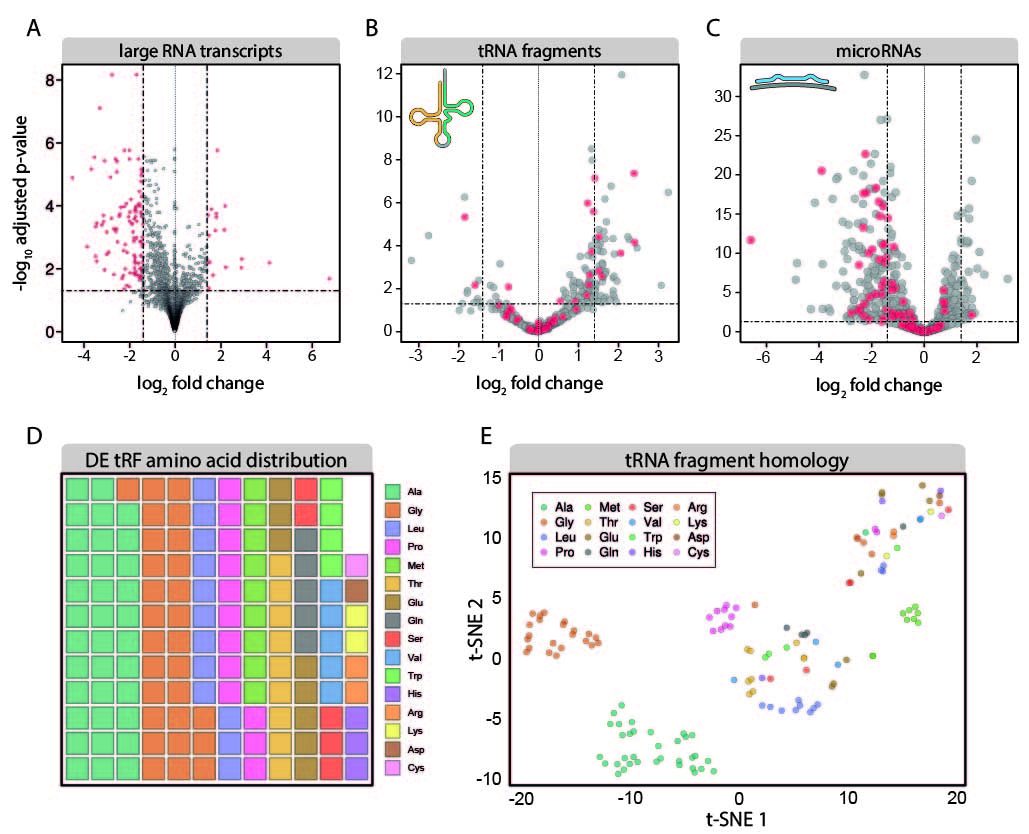 A
B
C
large RNA transcripts
tRNA fragments
microRNAs
-log10 adjusted p-value
8
6
4
2
0
-4 -2 0 2 4 6
log2 fold change
12
10
8
6
4
2
0
-3 -2 -1 0 1 2 3
log2 fold change
30
25
20
15
10
5
0
-6 -4 -2 0 2
log2 fold change
D
E
DE tRF amino acid distribution
Ala
Gly
Leu
Pro
Met
Thr
Glu
Gln
Ser
Val
Trp
His
Arg
Lys
Asp
Cys
tRNA fragment homology
t-SNE 2
15
10
5
0
-5
-10
Ala Met Ser Arg
Gly Thr Val Lys
Leu Glu Trp Asp
Pro Gln His Cys
-20 -10 0 10 20
t-SNE 1